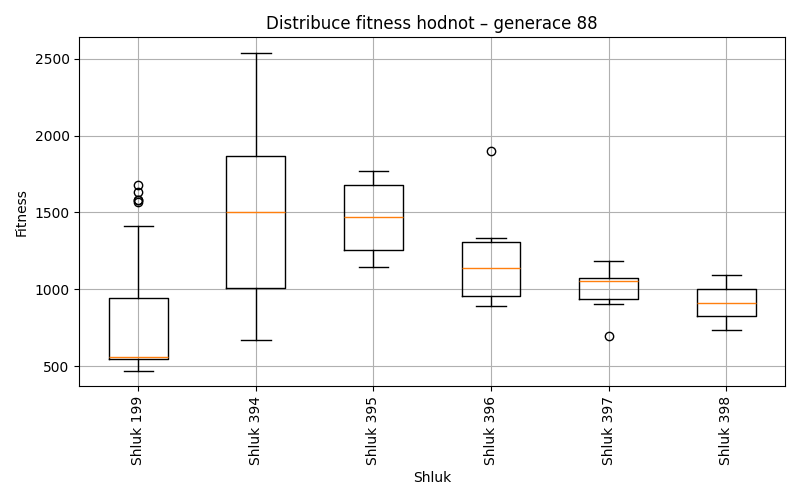 Distribuce fitness hodnot – generace 88
Fitness
2500
2000
1500
1000
500
Shluk 199
Shluk 394
Shluk 395
Shluk 396
Shluk 397
Shluk 398
Shluk